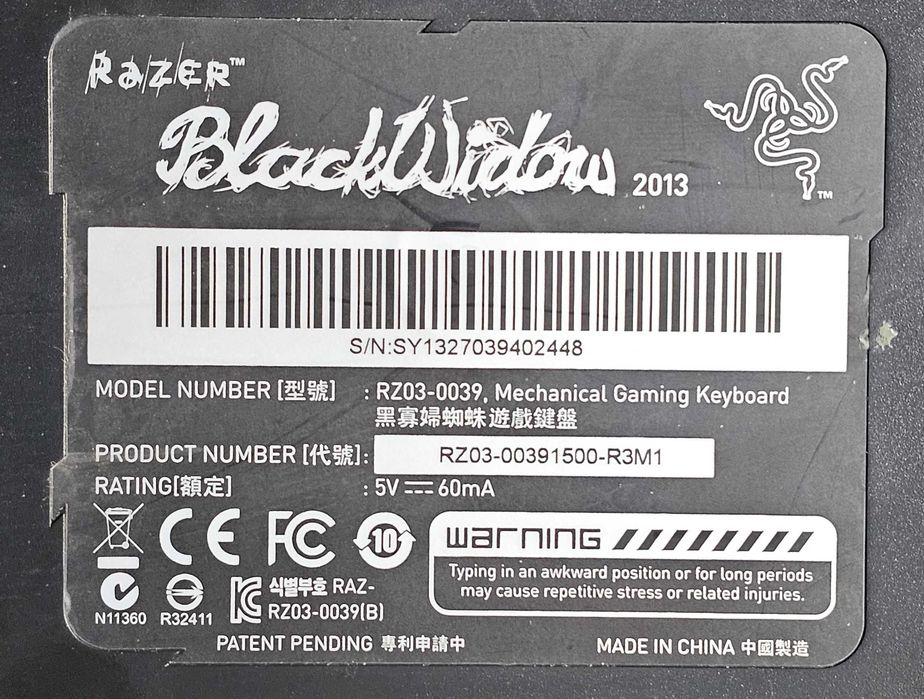 RAZER™
BlackWidow 2013
™
S/N:SY1327039402448
MODEL NUMBER [型號] : RZ03-0039, Mechanical Gaming Keyboard
黑寡婦蜘蛛遊戲鍵盤
PRODUCT NUMBER [代號]: RZ03-00391500-R3M1
RATING[額定] : 5V⎓60mA
CE FC 10
WARNING
Typing in an awkward position or for long periods
may cause repetitive stress or related injuries.
식별부호 RAZ-
RZ03-0039(B)
N11360 R32411
PATENT PENDING 專利申請中
MADE IN CHINA 中國製造